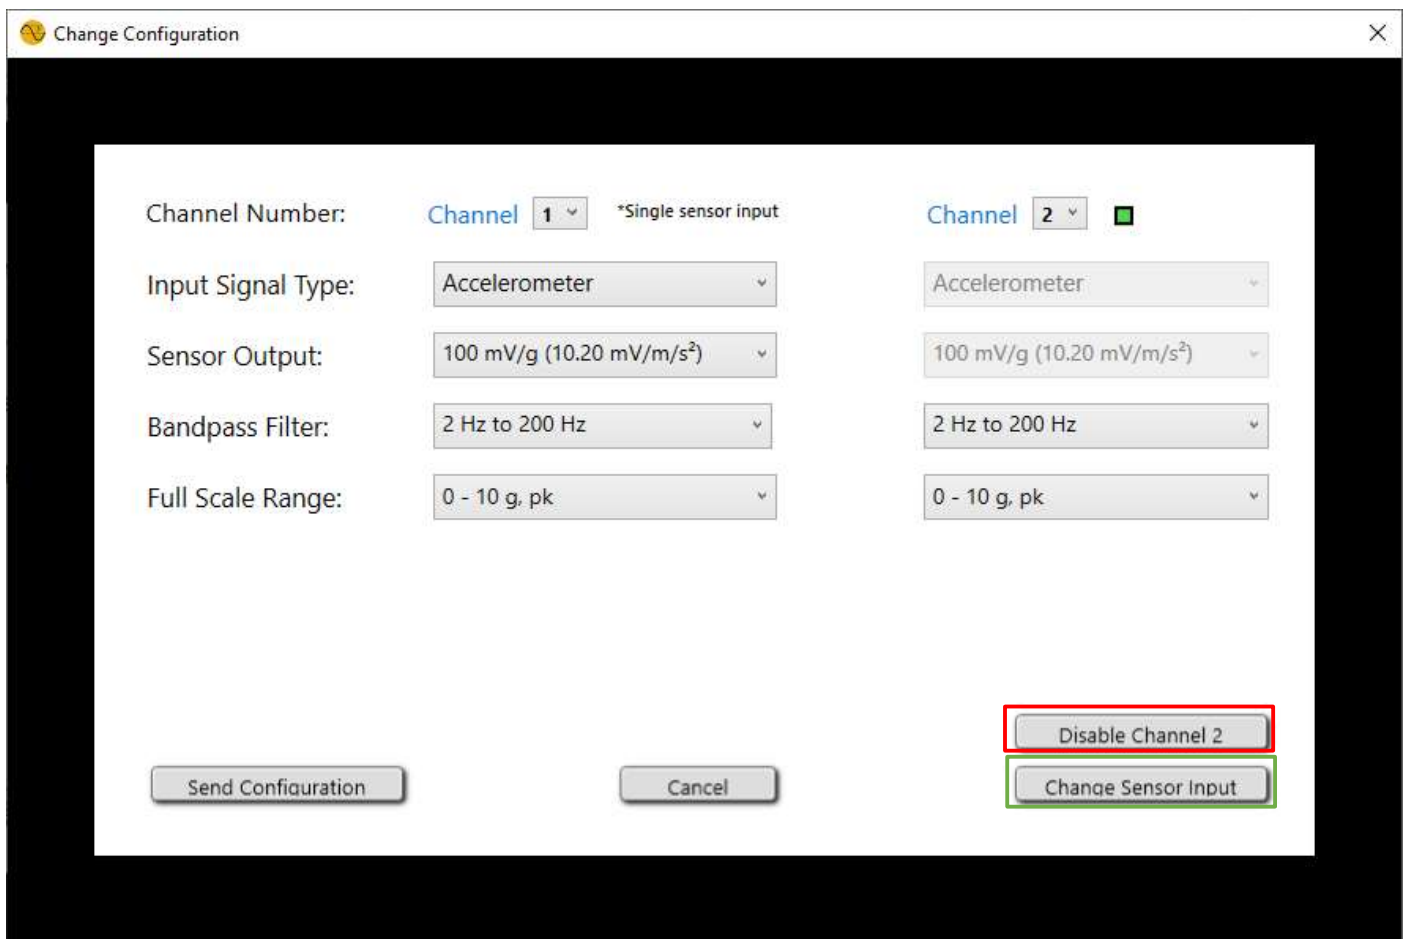 Change Configuration
Channel Number: Channel 1 *Single sensor input Channel 2
Input Signal Type: Accelerometer Accelerometer
Sensor Output: 100 mV/g (10.20 mV/m/s²) 100 mV/g (10.20 mV/m/s²)
Bandpass Filter: 2 Hz to 200 Hz 2 Hz to 200 Hz
Full Scale Range: 0 - 10 g, pk 0 - 10 g, pk
Disable Channel 2
Send Configuration Cancel Change Sensor Input